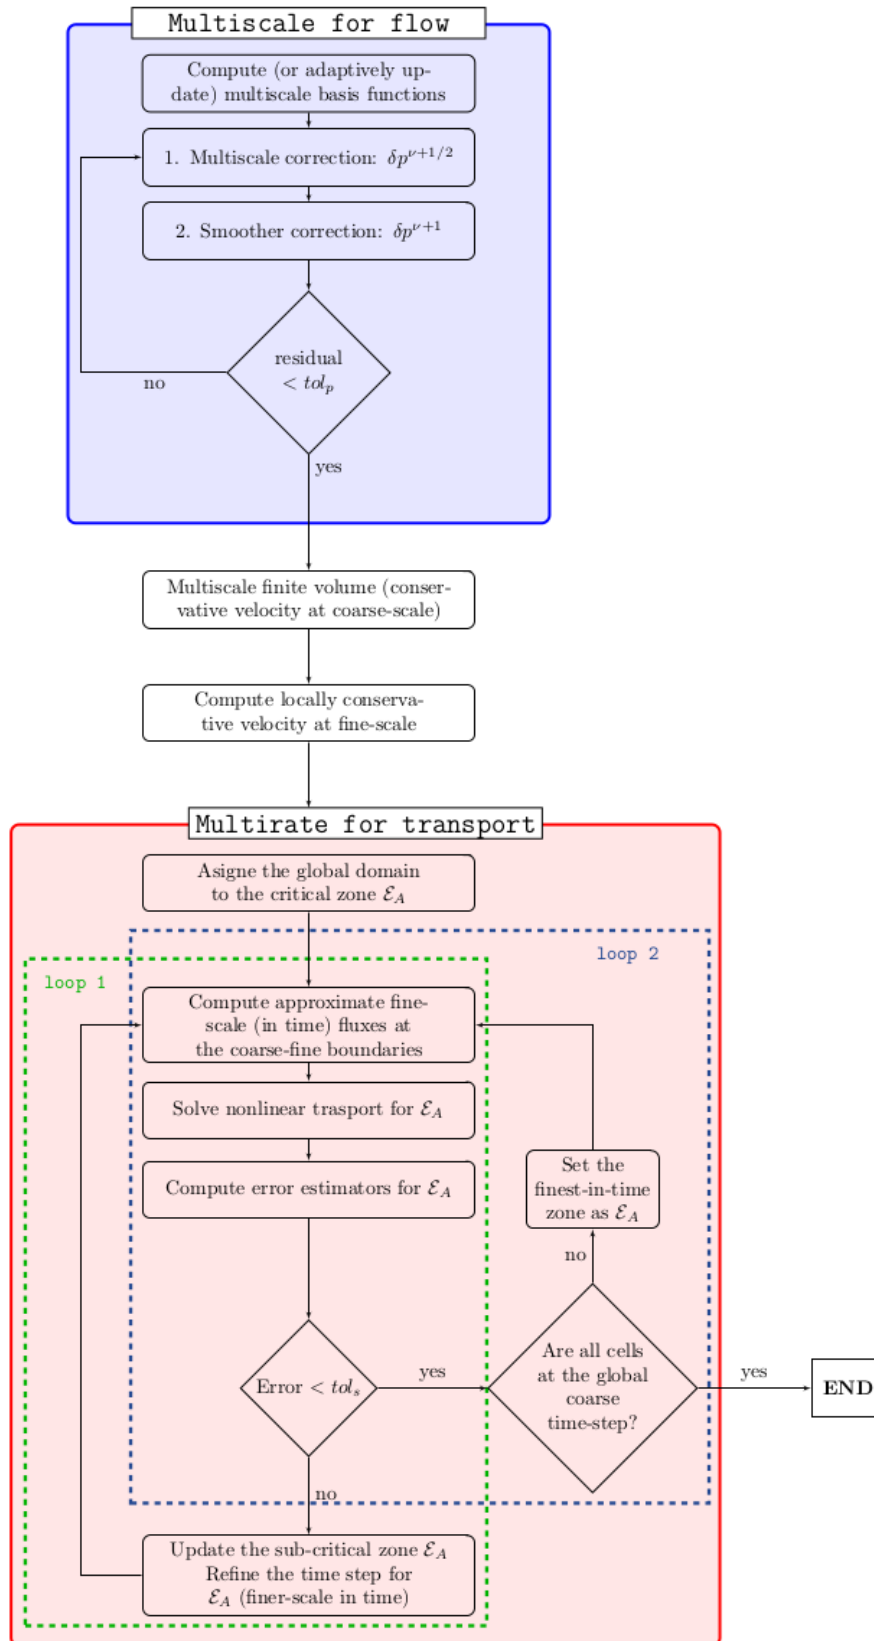 Multiscale for flow
Compute (or adaptively up-
date) multiscale basis functions
1. Multiscale correction: δp^{ν+1/2}
2. Smoother correction: δp^{ν+1}
residual
< tol_p
no
yes
Multiscale finite volume (conser-
vative velocity at coarse-scale)
Compute locally conserva-
tive velocity at fine-scale
Multirate for transport
Asigne the global domain
to the critical zone ℰ_A
loop 2
loop 1
Compute approximate fine-
scale (in time) fluxes at
the coarse-fine boundaries
Solve nonlinear trasport for ℰ_A
Compute error estimators for ℰ_A
Set the
finest-in-time
zone as ℰ_A
no
Error < tol_s
yes
Are all cells
at the global
coarse
time-step?
yes
END
no
Update the sub-critical zone ℰ_A
Refine the time step for
ℰ_A (finer-scale in time)